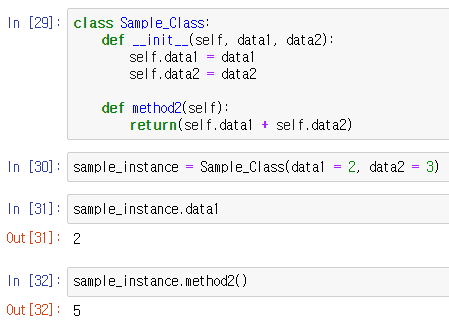 In [29]: class Sample_Class:
    def __init__(self, data1, data2):
        self.data1 = data1
        self.data2 = data2

    def method2(self):
        return(self.data1 + self.data2)
In [30]: sample_instance = Sample_Class(data1 = 2, data2 = 3)
In [31]: sample_instance.data1
Out[31]: 2
In [32]: sample_instance.method2()
Out[32]: 5